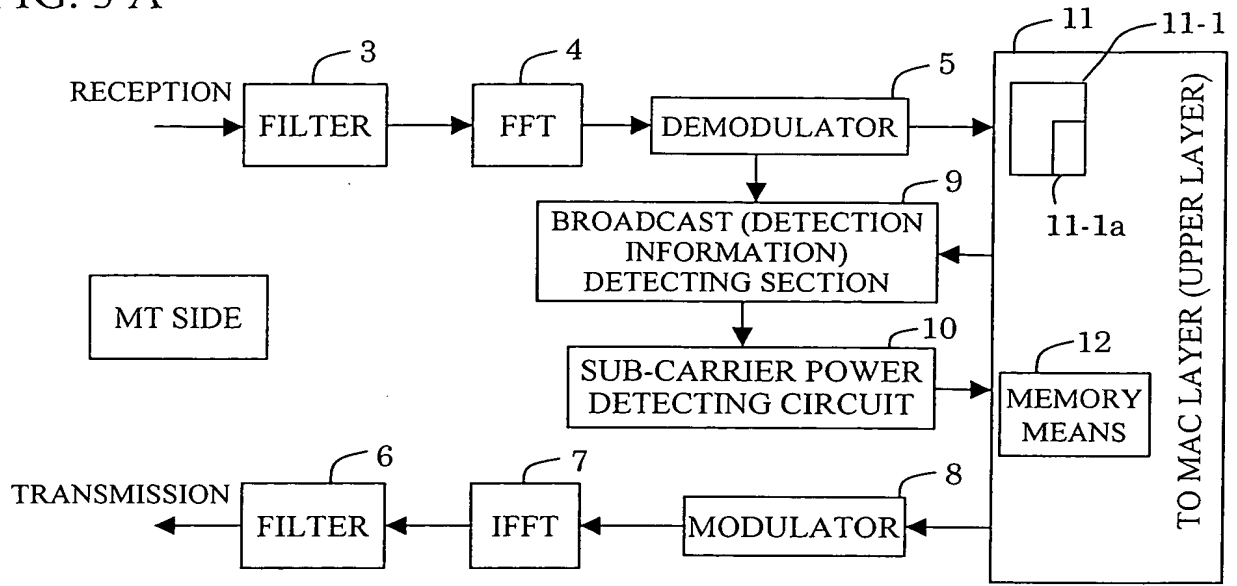 3
4
5
11
11-1
RECEPTION
FILTER
FFT
DEMODULATOR
9
11-1a
BROADCAST (DETECTION
INFORMATION)
DETECTING SECTION
MT SIDE
10
SUB-CARRIER POWER
DETECTING CIRCUIT
12
MEMORY
MEANS
TO MAC LAYER (UPPER LAYER)
6
7
8
TRANSMISSION
FILTER
IFFT
MODULATOR